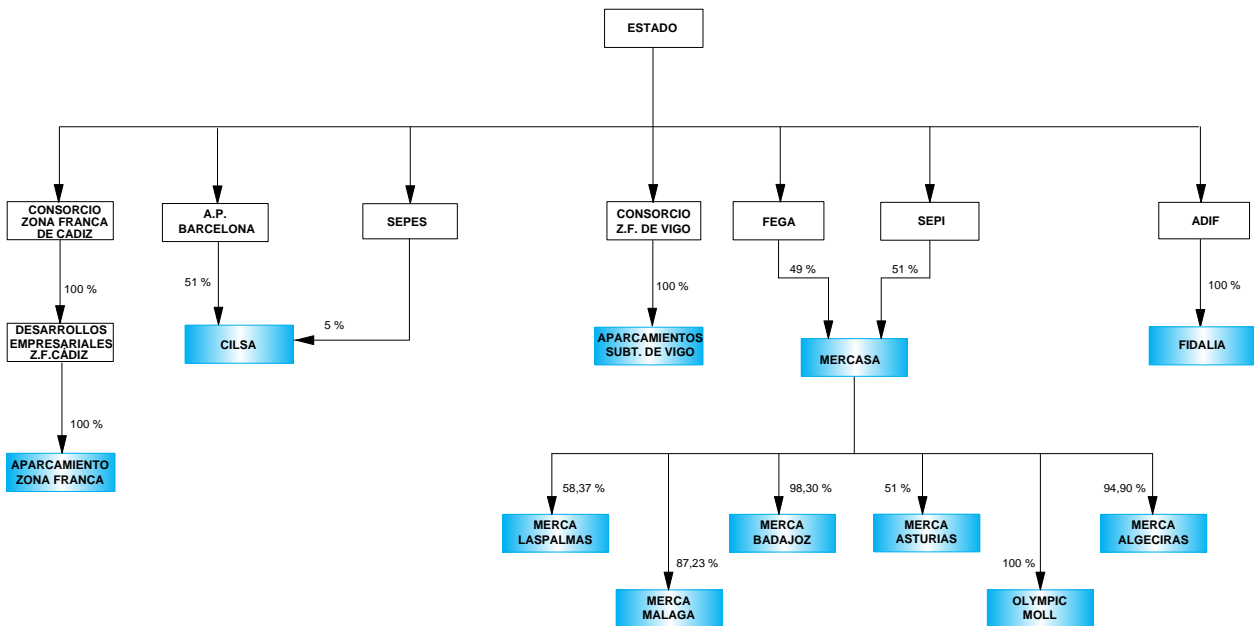 ESTADO
CONSORCIO
ZONA FRANCA
DE CADIZ
A.P.
BARCELONA
SEPES
CONSORCIO
Z.F. DE VIGO
FEGA
SEPI
ADIF
100 %
51 %
5 %
100 %
49 %
51 %
100 %
DESARROLLOS
EMPRESARIALES
Z.F.CÁDIZ
CILSA
APARCAMIENTOS
SUBT. DE VIGO
MERCASA
FIDALIA
100 %
APARCAMIENTO
ZONA FRANCA
58,37 %
98,30 %
51 %
94,90 %
MERCA
LASPALMAS
MERCA
BADAJOZ
MERCA
ASTURIAS
MERCA
ALGECIRAS
87,23 %
100 %
MERCA
MALAGA
OLYMPIC
MOLL